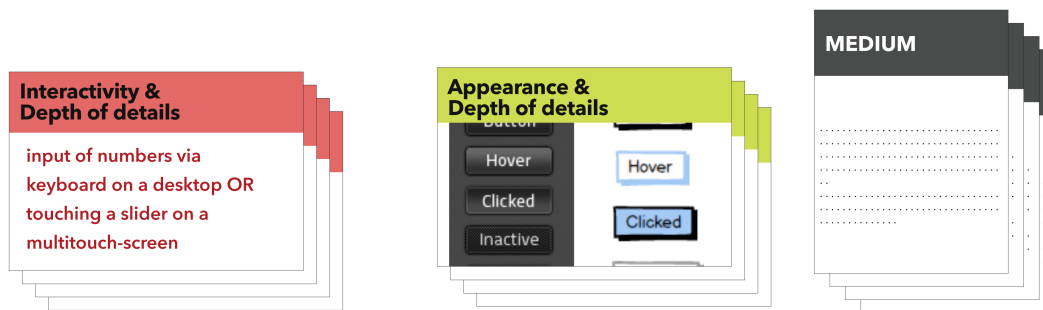 Interactivity &
Depth of details
input of numbers via
keyboard on a desktop OR
touching a slider on a
multitouch-screen
Appearance &
Depth of details
Button
Hover
Clicked
Inactive
Hover
Clicked
MEDIUM